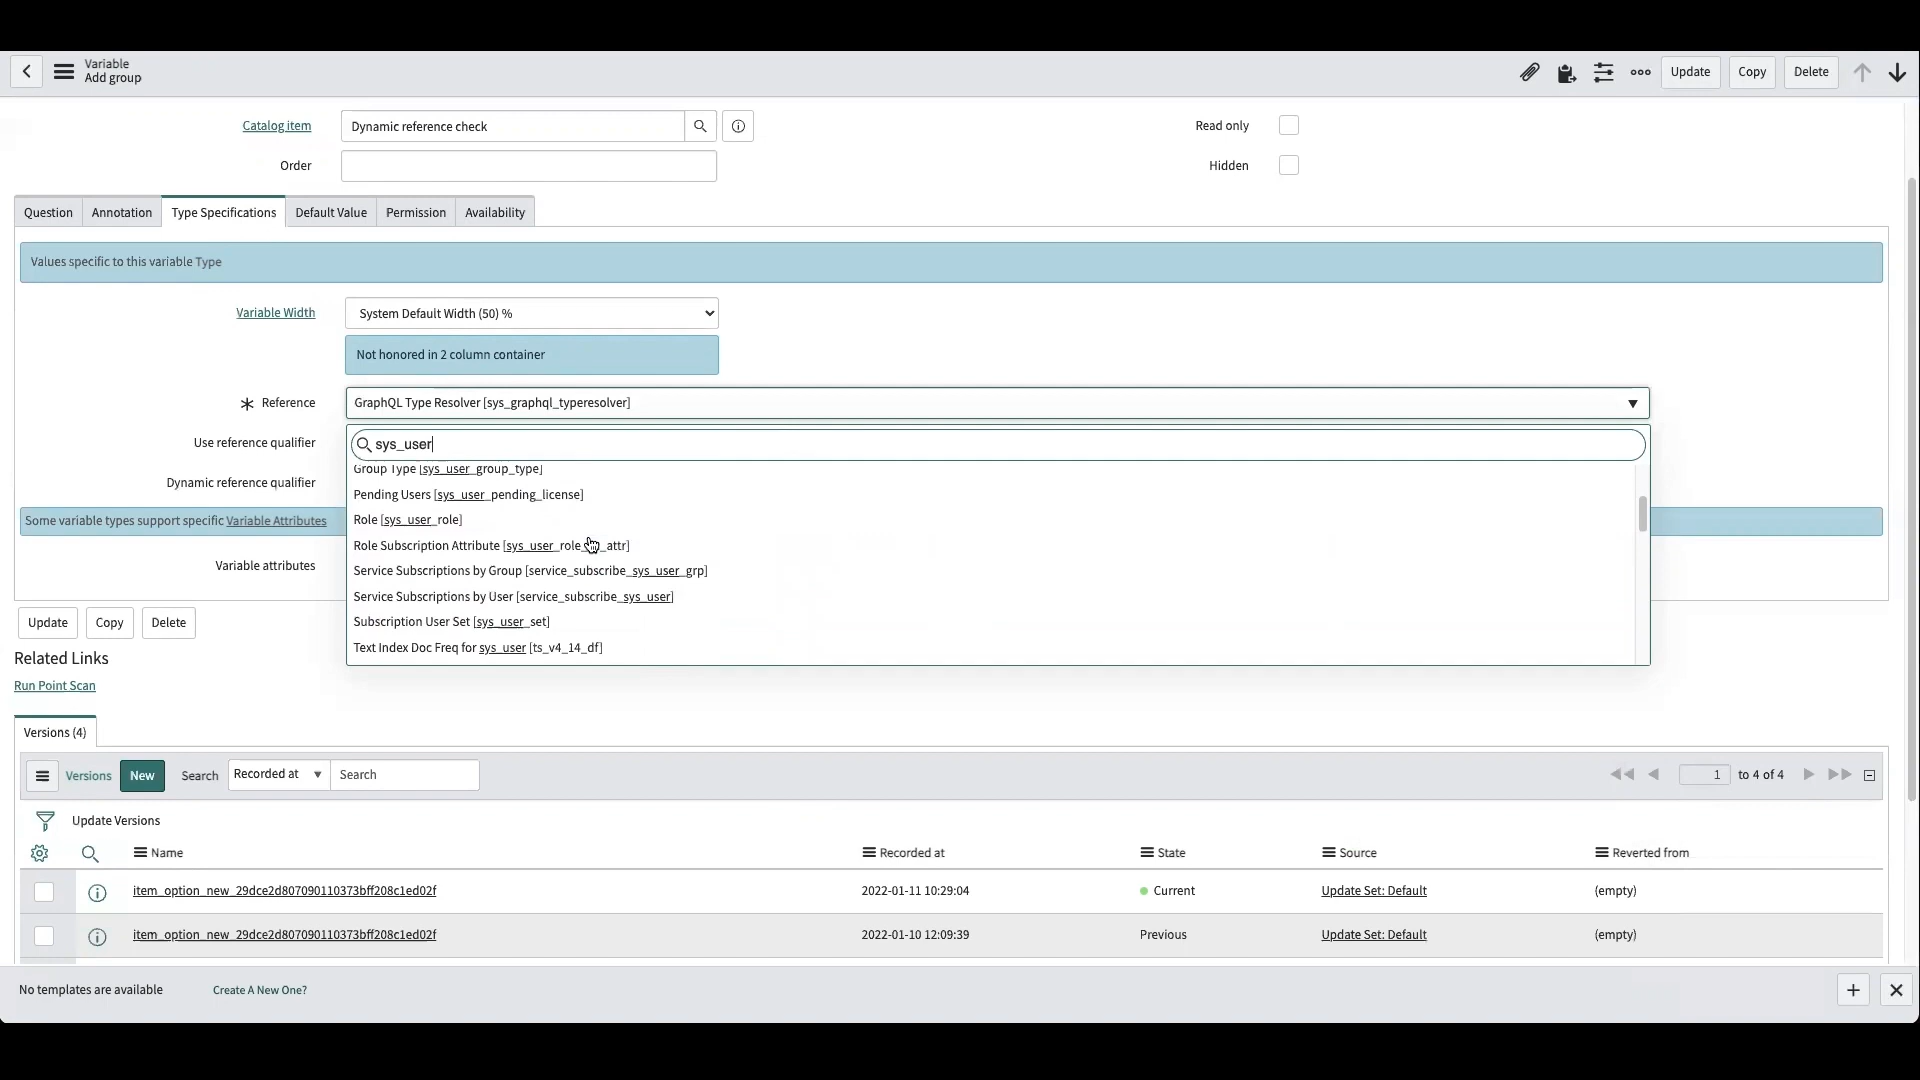 Variable
Add group
Update
Copy
Delete
Catalog item
Dynamic reference check
Read only
Order
Hidden
Question
Annotation
Type Specifications
Default Value
Permission
Availability
Values specific to this variable Type
Variable Width
System Default Width (50) %
Not honored in 2 column container
Reference
GraphQL Type Resolver [sys_graphql_typeresolver]
Use reference qualifier
sys_user
Group Type [sys_user_group_type]
Dynamic reference qualifier
Pending Users [sys_user_pending_license]
Some variable types support specific Variable Attributes
Role [sys_user_role]
Role Subscription Attribute [sys_user_role_ _attr]
Variable attributes
Service Subscriptions by Group [service_subscribe_sys_user_grp]
Service Subscriptions by User [service_subscribe_sys_user]
Subscription User Set [sys_user_set]
Text Index Doc Freq for sys_user [ts_v4_14_df]
Update
Copy
Delete
Related Links
Run Point Scan
Versions (4)
Versions
New
Search
Recorded at
Search
1
to 4 of 4
Update Versions
Name
Recorded at
State
Source
Reverted from
item_option_new_29dce2d807090110373bff208c1ed02f
2022-01-11 10:29:04
Current
Update Set: Default
(empty)
item_option_new_29dce2d807090110373bff208c1ed02f
2022-01-10 12:09:39
Previous
Update Set: Default
(empty)
No templates are available
Create A New One?